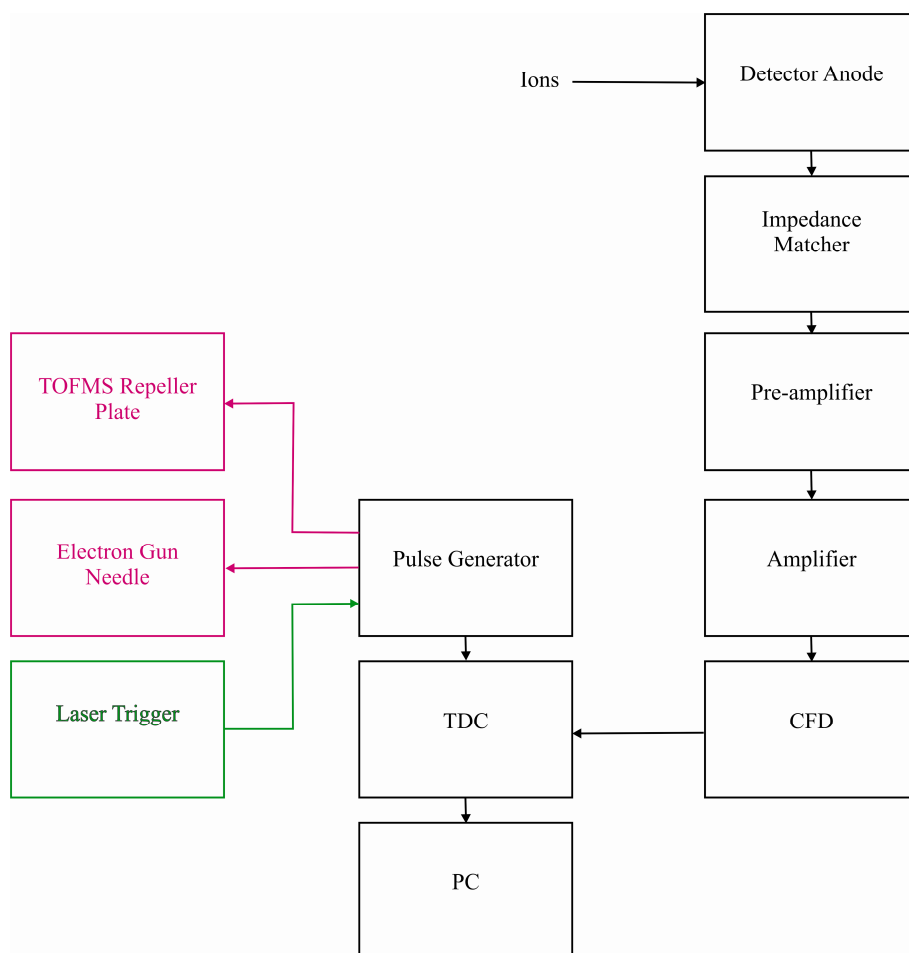 Ions
Detector Anode
Impedance
Matcher
TOFMS Repeller
Plate
Pre-amplifier
Electron Gun
Needle
Pulse Generator
Amplifier
Laser Trigger
TDC
CFD
PC